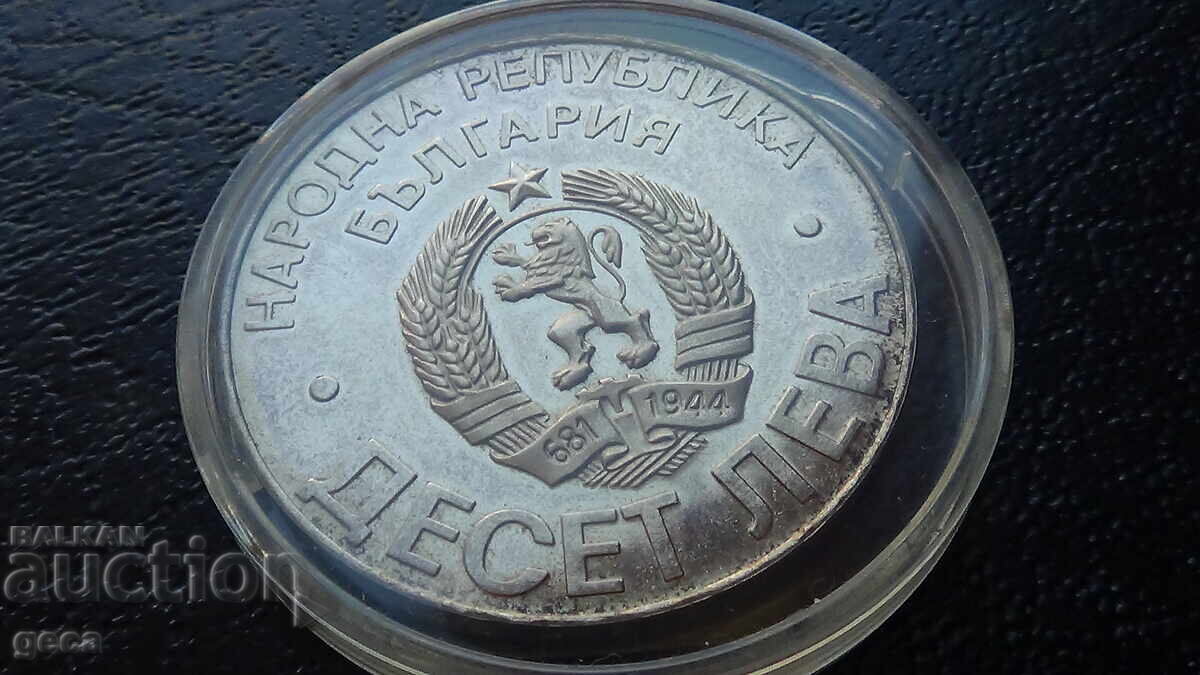 НАРОДНА РЕПУБЛИКА
БЪЛГАРИЯ
681 1944
ДЕСЕТ ЛЕВА
BALKAN
auction
geca